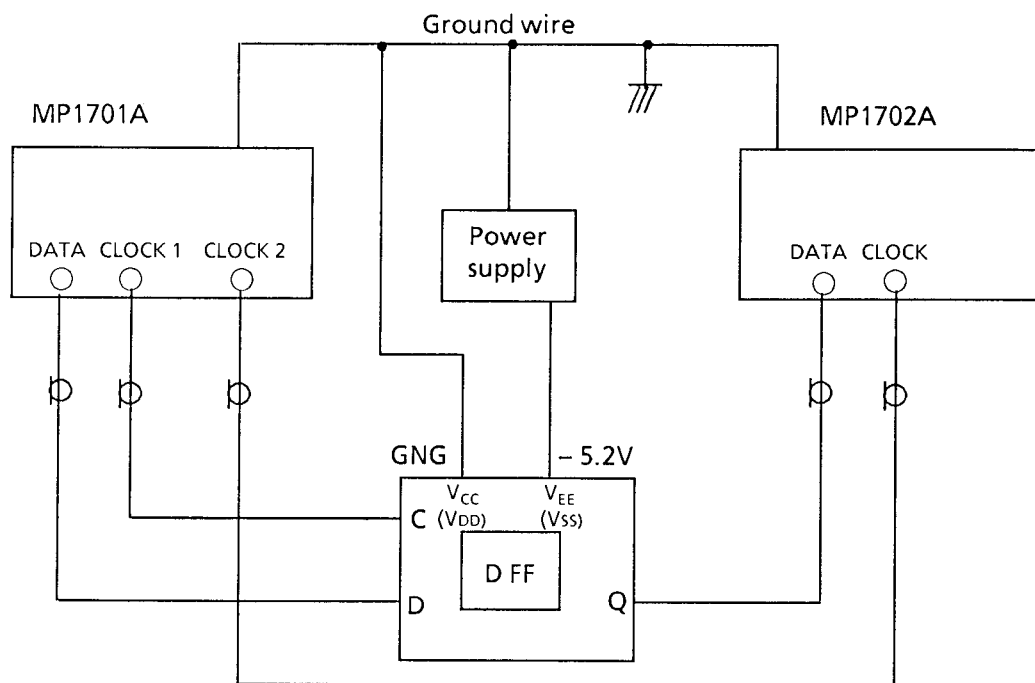 Ground wire
MP1701A
MP1702A
DATA CLOCK 1 CLOCK 2
Power
supply
DATA CLOCK
GNG
– 5.2V
VCC
VEE
C
(VDD)
(VSS)
D FF
D
Q